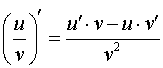 (u/v)′ = (u′·v − u·v′)/v²